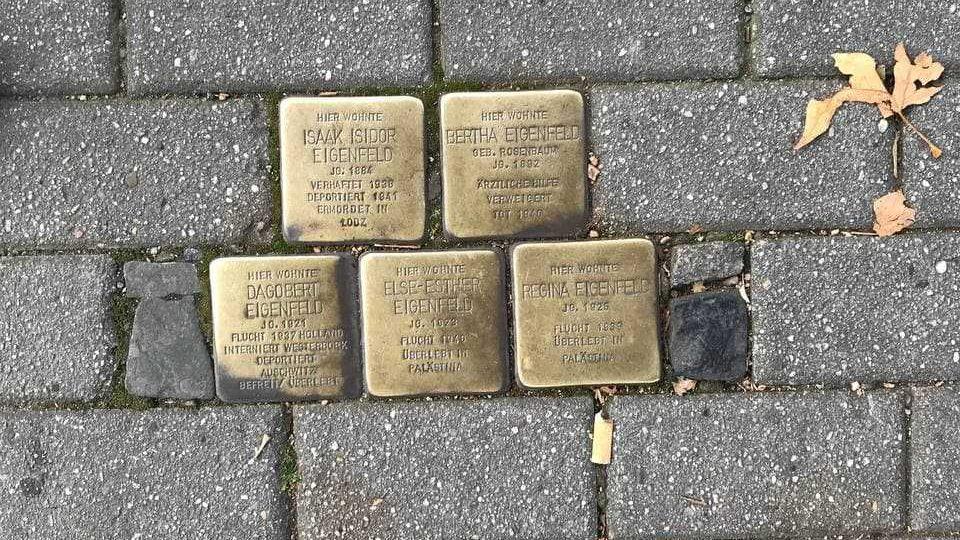 HIER WOHNTE
ISAAK ISIDOR
EIGENFELD
JG. 1884
VERHAFTET 1938
DEPORTIERT 1941
ERMORDET IN
ŁODZ
HIER WOHNTE
BERTHA EIGENFELD
GEB. ROSENBAUM
JG. 1892
ÄRZTLICHE HILFE
VERWEIGERT
TOT 1940
HIER WOHNTE
DAGOBERT
EIGENFELD
JG. 1921
FLUCHT 1937 HOLLAND
INTERNIERT WESTERBORK
DEPORTIERT
AUSCHWITZ
BEFREIT/ÜBERLEBT
HIER WOHNTE
ELSE-ESTHER
EIGENFELD
JG. 1923
FLUCHT
ÜBERLEBT IN
PALÄSTINA
HIER WOHNTE
REGINA EIGENFELD
JG. 1925
FLUCHT 1939
ÜBERLEBT IN
PALÄSTINA